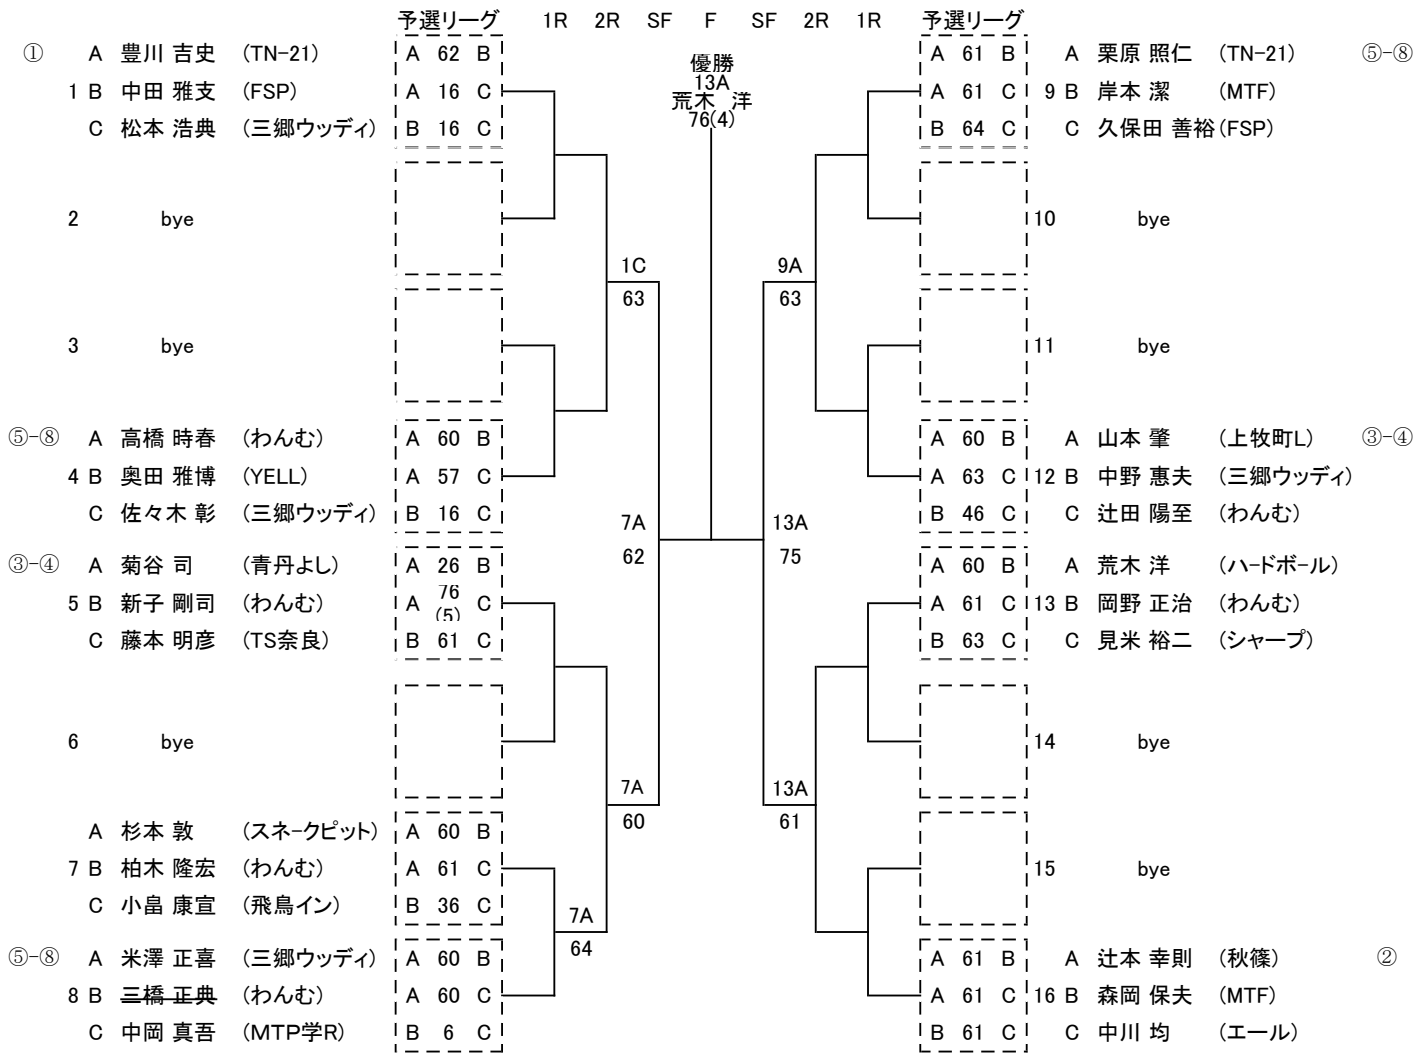 予選リーグ 1R 2R SF F SF 2R 1R 予選リーグ
① A 豊川 吉史 (TN-21) A 62 B
1 B 中田 雅支 (FSP) A 16 C
C 松本 浩典 (三郷ウッディ) B 16 C
2 bye
3 bye
⑤-⑧ A 高橋 時春 (わんむ) A 60 B
4 B 奥田 雅博 (YELL) A 57 C
C 佐々木 彰 (三郷ウッディ) B 16 C
③-④ A 菊谷 司 (青丹よし) A 26 B
5 B 新子 剛司 (わんむ) A 76 (5) C
C 藤本 明彦 (TS奈良) B 61 C
6 bye
A 杉本 敦 (スネークピット) A 60 B
7 B 柏木 隆宏 (わんむ) A 61 C
C 小畠 康宣 (飛鳥イン) B 36 C
⑤-⑧ A 米澤 正喜 (三郷ウッディ) A 60 B
8 B 三橋 正典 (わんむ) A 60 C
C 中岡 真吾 (MTP学R) B 6 C
7A
64
1C
63
7A
60
7A
62
優勝
13A
荒木 洋
76(4)
13A
75
9A
63
13A
61
A 61 B A 栗原 照仁 (TN-21) ⑤-⑧
A 61 C 9 B 岸本 潔 (MTF)
B 64 C C 久保田 善裕 (FSP)
10 bye
11 bye
A 60 B A 山本 肇 (上牧町L) ③-④
A 63 C 12 B 中野 惠夫 (三郷ウッディ)
B 46 C C 辻田 陽至 (わんむ)
A 60 B A 荒木 洋 (ハードボール)
A 61 C 13 B 岡野 正治 (わんむ)
B 63 C C 見米 裕二 (シャープ)
14 bye
15 bye
A 61 B A 辻本 幸則 (秋篠) ②
A 61 C 16 B 森岡 保夫 (MTF)
B 61 C C 中川 均 (エール)